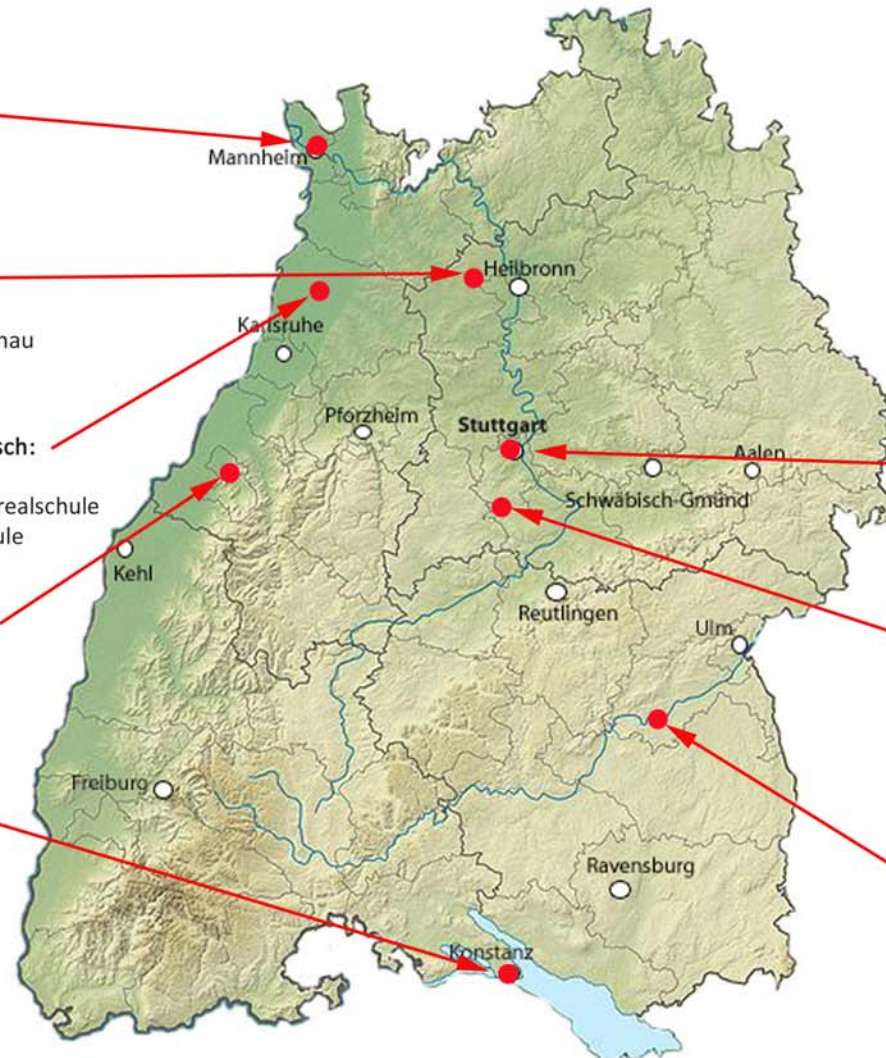 Mannheim
Heilbronn
Karlsruhe
nau
Pforzheim
Stuttgart
sch:
Aalen
Schwäbisch-Gmünd
realschule
ule
Kehl
Reutlingen
Ulm
Freiburg
Ravensburg
Konstanz